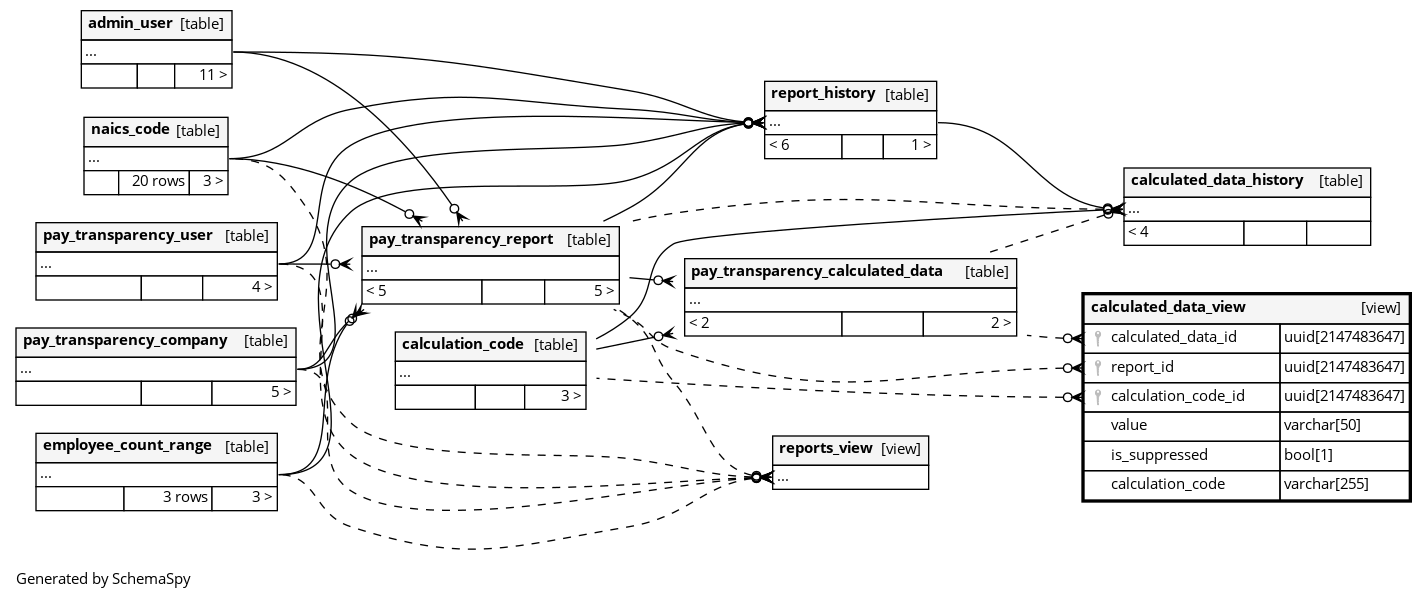 admin_user [table]
...
11 >
naics_code [table]
...
20 rows 3 >
pay_transparency_user [table]
...
4 >
pay_transparency_company [table]
...
5 >
employee_count_range [table]
...
3 rows 3 >
pay_transparency_report [table]
...
< 5 5 >
calculation_code [table]
...
3 >
report_history [table]
...
< 6 1 >
pay_transparency_calculated_data [table]
...
< 2 2 >
reports_view [view]
...
calculated_data_history [table]
...
< 4
calculated_data_view [view]
calculated_data_id uuid[2147483647]
report_id uuid[2147483647]
calculation_code_id uuid[2147483647]
value varchar[50]
is_suppressed bool[1]
calculation_code varchar[255]
Generated by SchemaSpy